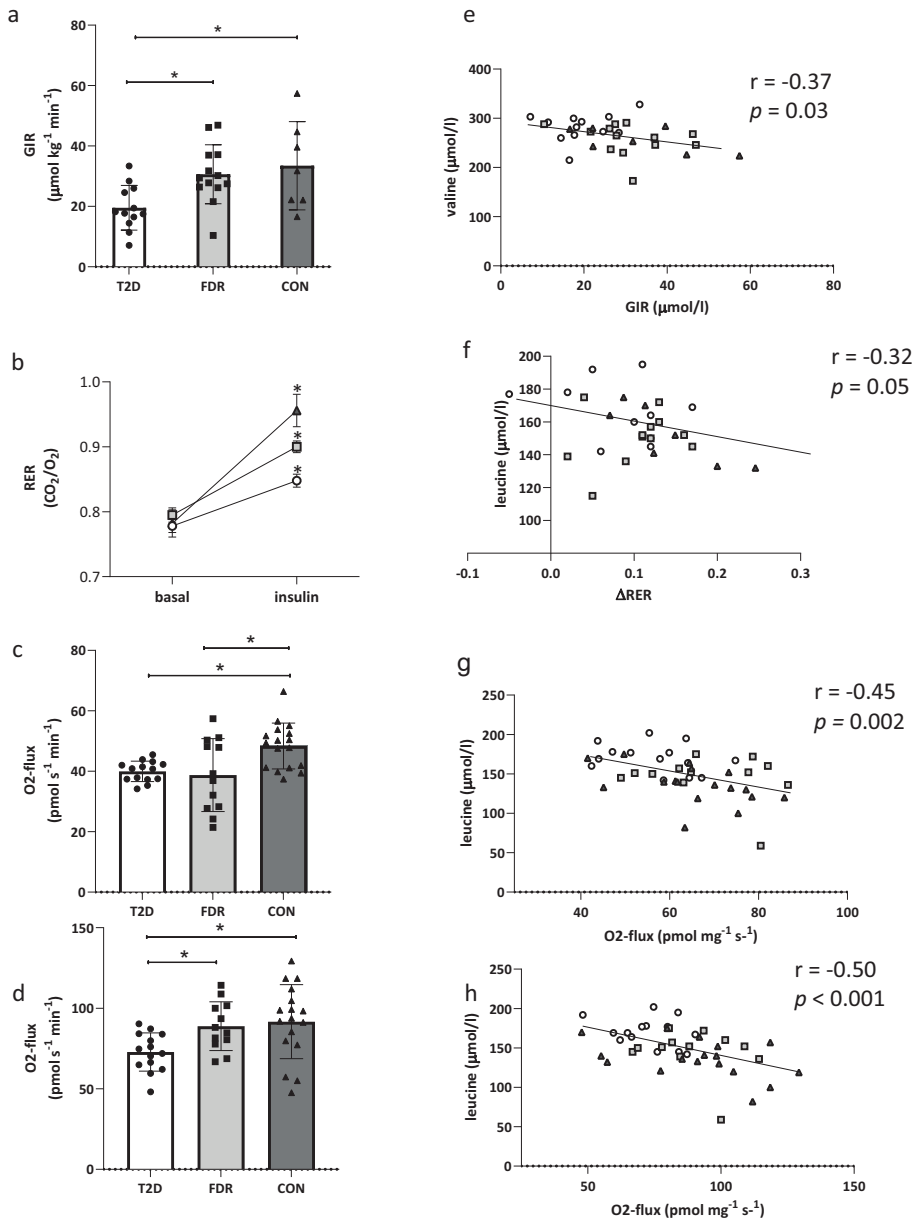 a
*
*
80
60
40
20
0
GIR
(μmol kg-1 min-1)
T2D
FDR
CON
b
1.0
0.9
0.8
0.7
RER
(CO2/O2)
*
*
*
basal
insulin
c
*
*
80
60
40
20
0
O2-flux
(pmol s-1 min-1)
T2D
FDR
CON
d
*
*
150
100
50
0
O2-flux
(pmol s-1 min-1)
T2D
FDR
CON
e
r = -0.37
p = 0.03
400
300
200
100
0
valine
(μmol/l)
0
20
40
60
80
GIR (μmol/l)
f
r = -0.32
p = 0.05
200
180
160
140
120
100
leucine
(μmol/l)
-0.1
0.0
0.1
0.2
0.3
ΔRER
g
r = -0.45
p = 0.002
250
200
150
100
50
0
leucine
(μmol/l)
40
60
80
100
O2-flux (pmol mg-1 s-1)
h
r = -0.50
p < 0.001
250
200
150
100
50
0
leucine
(μmol/l)
50
100
150
O2-flux (pmol mg-1 s-1)